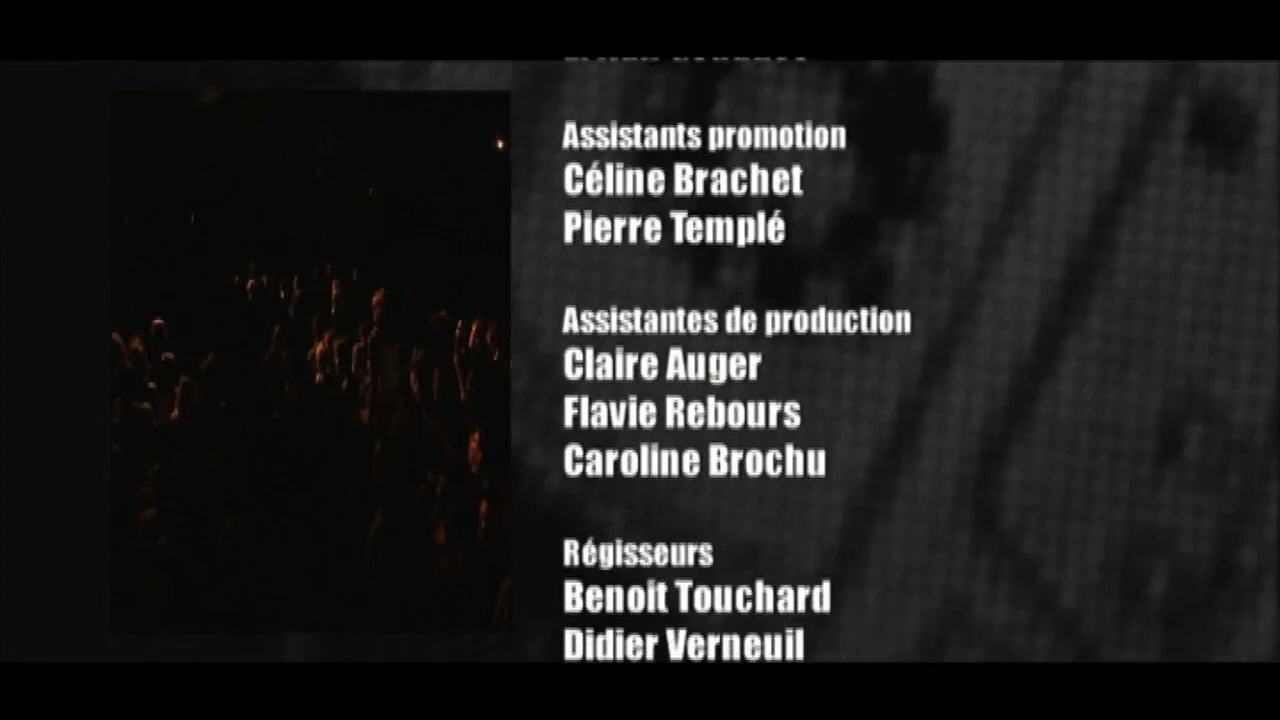 Assistants promotion
Céline Brachet
Pierre Templé
Assistantes de production
Claire Auger
Flavie Rebours
Caroline Brochu
Régisseurs
Benoit Touchard
Didier Verneuil